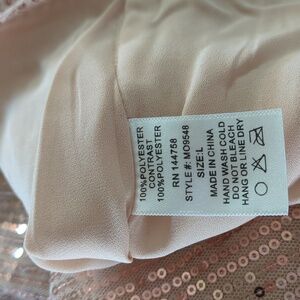 100%POLYESTER
CONTRAST
100%POLYESTER
RN 144758
STYLE #: MO9548
SIZE:L
MADE IN CHINA
HAND WASH COLD
DO NOT BLEACH
HANG OR LINE DRY